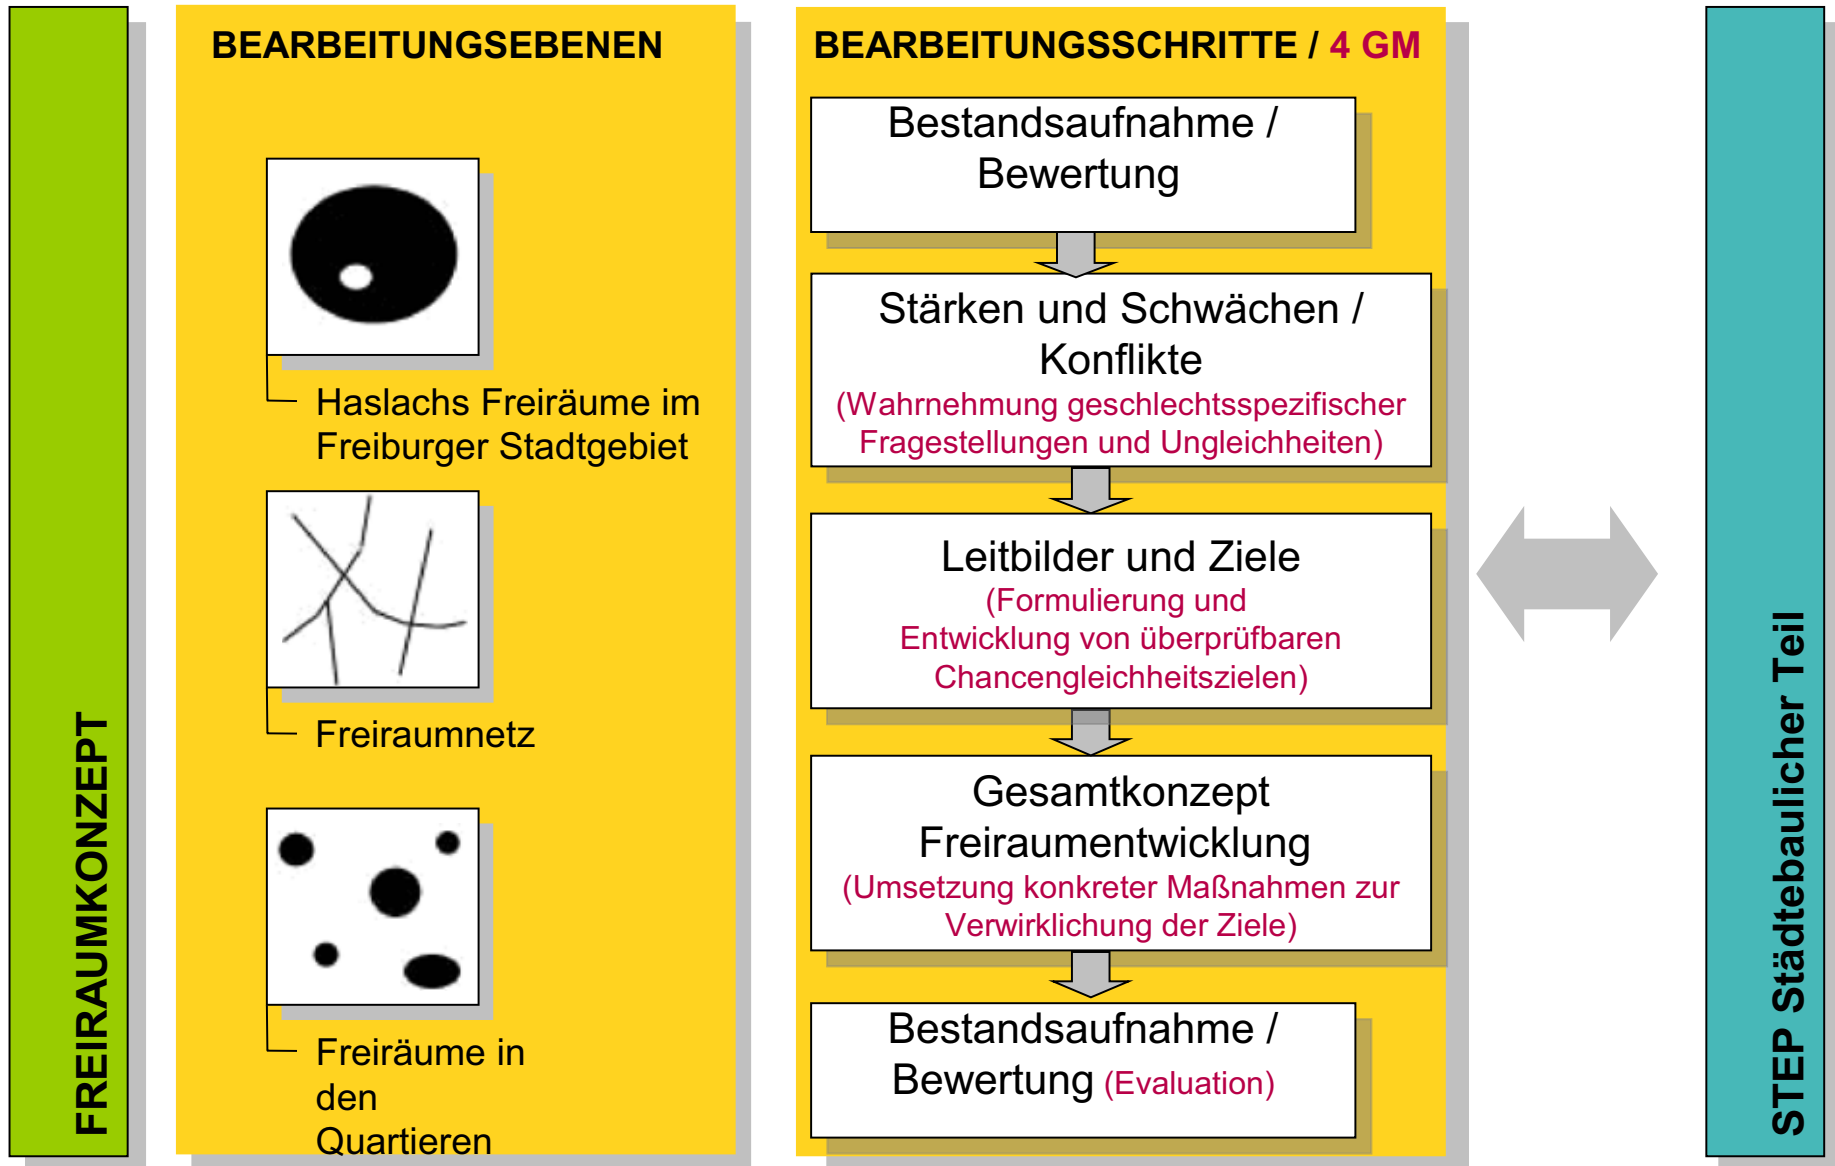 FREIRAUMKONZEPT
BEARBEITUNGSEBENEN
Haslachs Freiräume im
Freiburger Stadtgebiet
Freiraumnetz
Freiräume in
den
Quartieren
BEARBEITUNGSSCHRITTE / 4 GM
Bestandsaufnahme /
Bewertung
Stärken und Schwächen /
Konflikte
(Wahrnehmung geschlechtsspezifischer
Fragestellungen und Ungleichheiten)
Leitbilder und Ziele
(Formulierung und
Entwicklung von überprüfbaren
Chancengleichheitszielen)
Gesamtkonzept
Freiraumentwicklung
(Umsetzung konkreter Maßnahmen zur
Verwirklichung der Ziele)
Bestandsaufnahme /
Bewertung (Evaluation)
STEP Städtebaulicher Teil